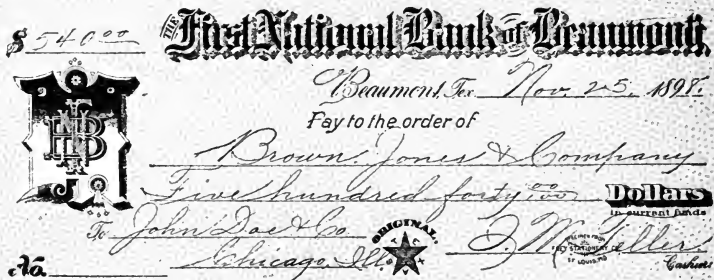 $ 540 00 THE First National Bank of Beaumont,
Beaumont, Tex. Nov. 25, 1898.
Pay to the order of
Brown. Jones & Company
Five hundred forty 00/100 Dollars
in current funds
To John Doe & Co ORIGINAL
Chicago Ills
No. Cashier